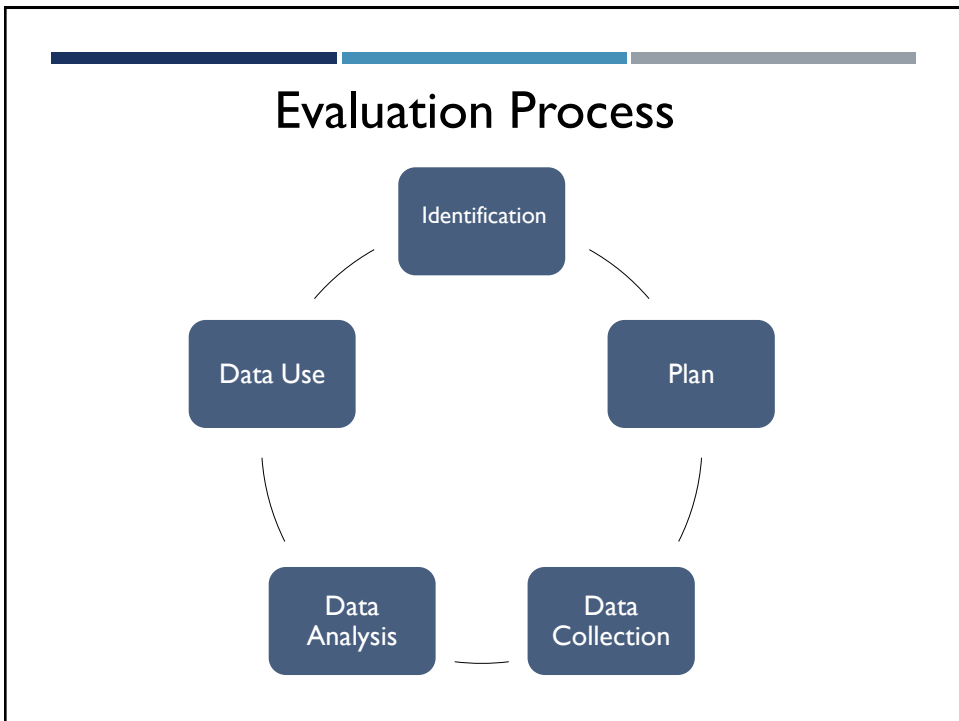 Evaluation Process
Identification
Plan
Data
Collection
Data
Analysis
Data Use